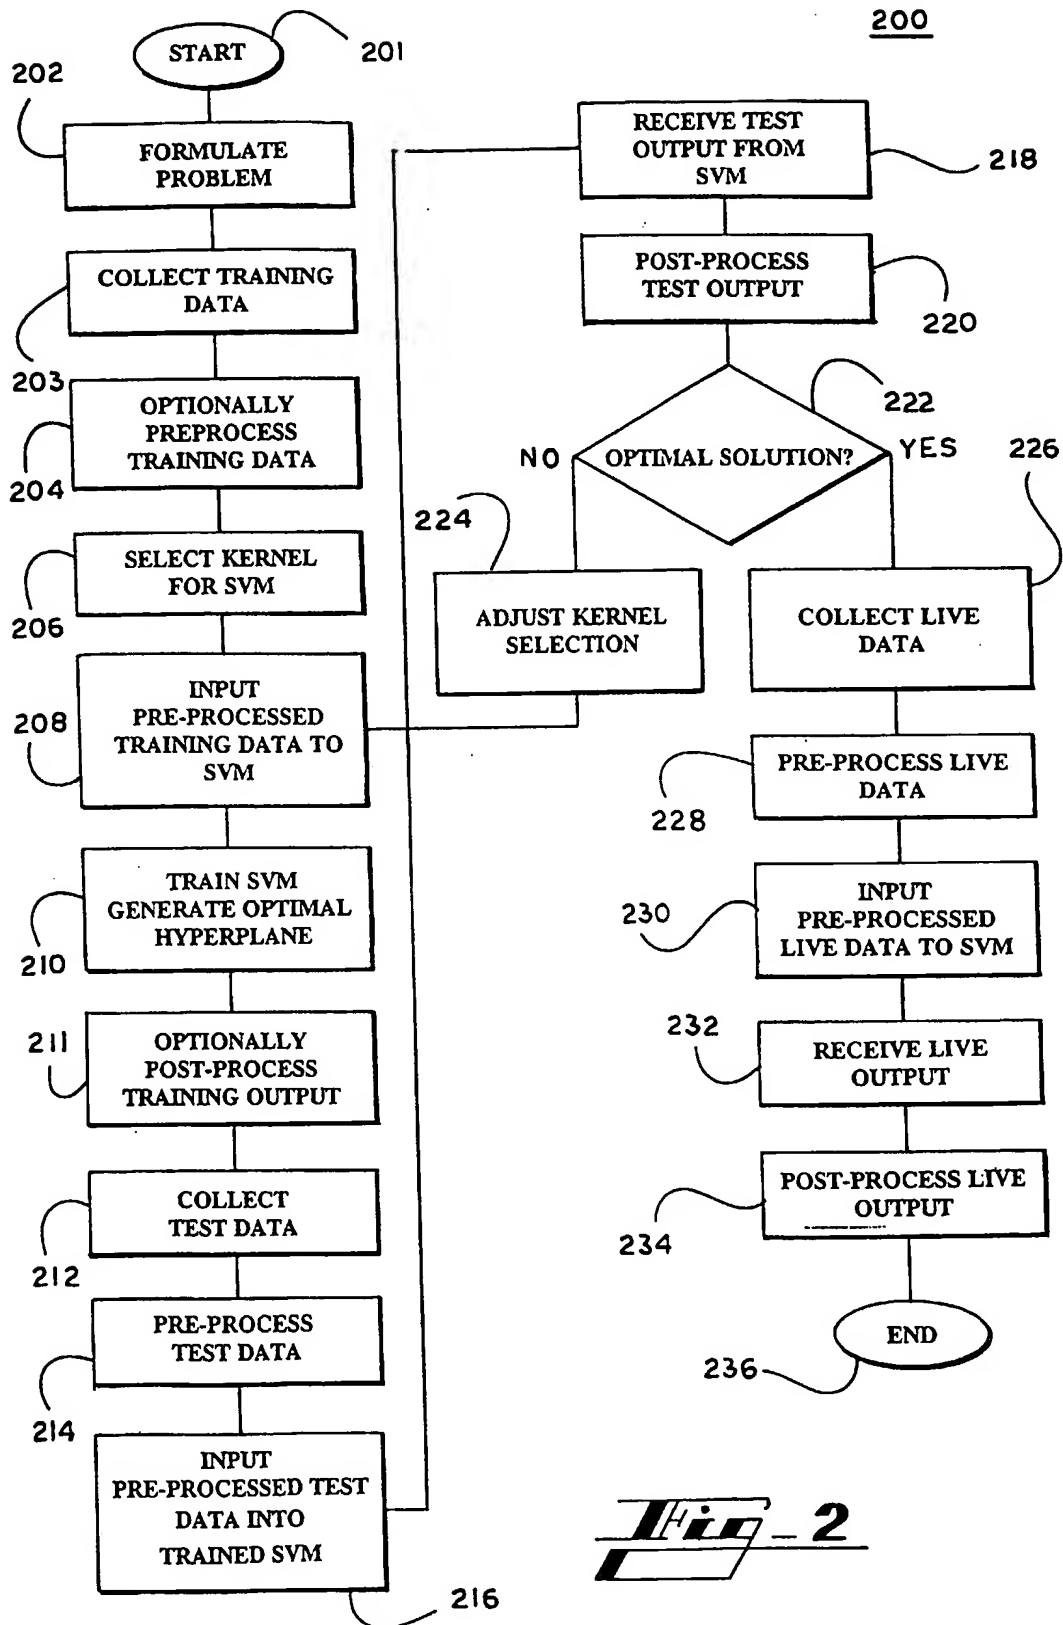 200
START
201
202
FORMULATE
PROBLEM
COLLECT TRAINING
DATA
203
OPTIONALLY
PREPROCESS
TRAINING DATA
204
SELECT KERNEL
FOR SVM
206
INPUT
PRE-PROCESSED
TRAINING DATA TO
SVM
208
TRAIN SVM
GENERATE OPTIMAL
HYPERPLANE
210
211
OPTIONALLY
POST-PROCESS
TRAINING OUTPUT
COLLECT
TEST DATA
212
PRE-PROCESS
TEST DATA
214
INPUT
PRE-PROCESSED TEST
DATA INTO
TRAINED SVM
216
RECEIVE TEST
OUTPUT FROM
SVM
218
POST-PROCESS
TEST OUTPUT
220
222
NO
OPTIMAL SOLUTION?
YES
224
226
ADJUST KERNEL
SELECTION
COLLECT LIVE
DATA
PRE-PROCESS LIVE
DATA
228
230
INPUT
PRE-PROCESSED
LIVE DATA TO SVM
232
RECEIVE LIVE
OUTPUT
POST-PROCESS LIVE
OUTPUT
234
END
236
Fig_2